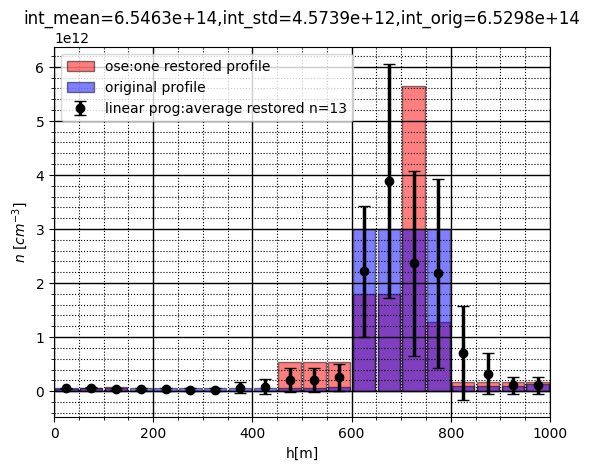 int_mean=6.5463e+14,int_std=4.5739e+12,int_orig=6.5298e+14
1e12
ose:one restored profile
original profile
linear prog:average restored n=13
6
5
4
3
2
1
0
n [cm⁻³]
0 200 400 600 800 1000
h[m]